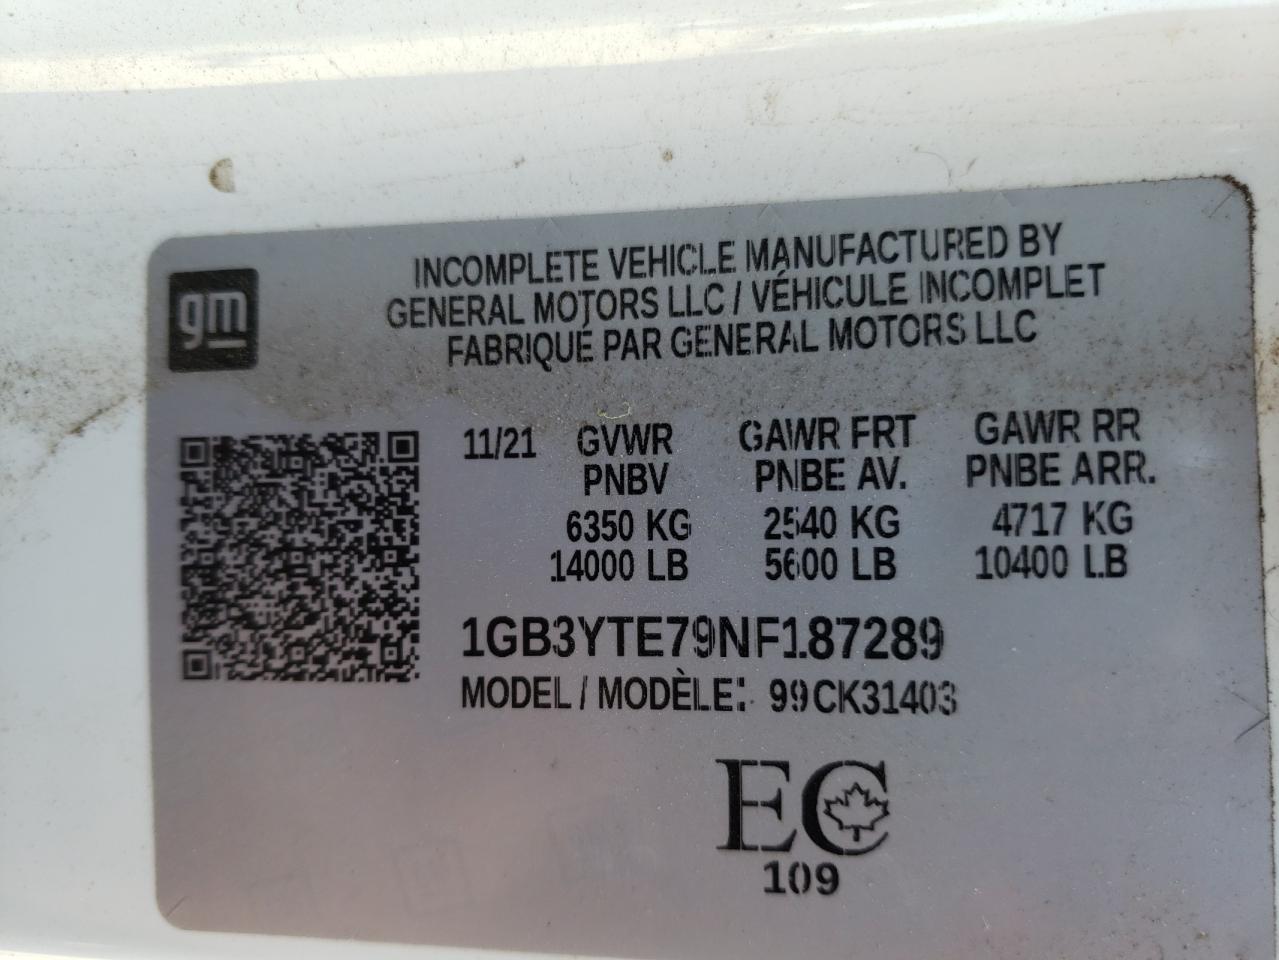 INCOMPLETE VEHICLE MANUFACTURED BY
GENERAL MOTORS LLC / VÉHICULE INCOMPLET
FABRIQUÉ PAR GENERAL MOTORS LLC
gm
11/21 GVWR GAWR FRT GAWR RR
PNBV PNBE AV. PNBE ARR.
6350 KG 2540 KG 4717 KG
14000 LB 5600 LB 10400 LB
1GB3YTE79NF187289
MODEL / MODÈLE: 99CK31403
EC
109